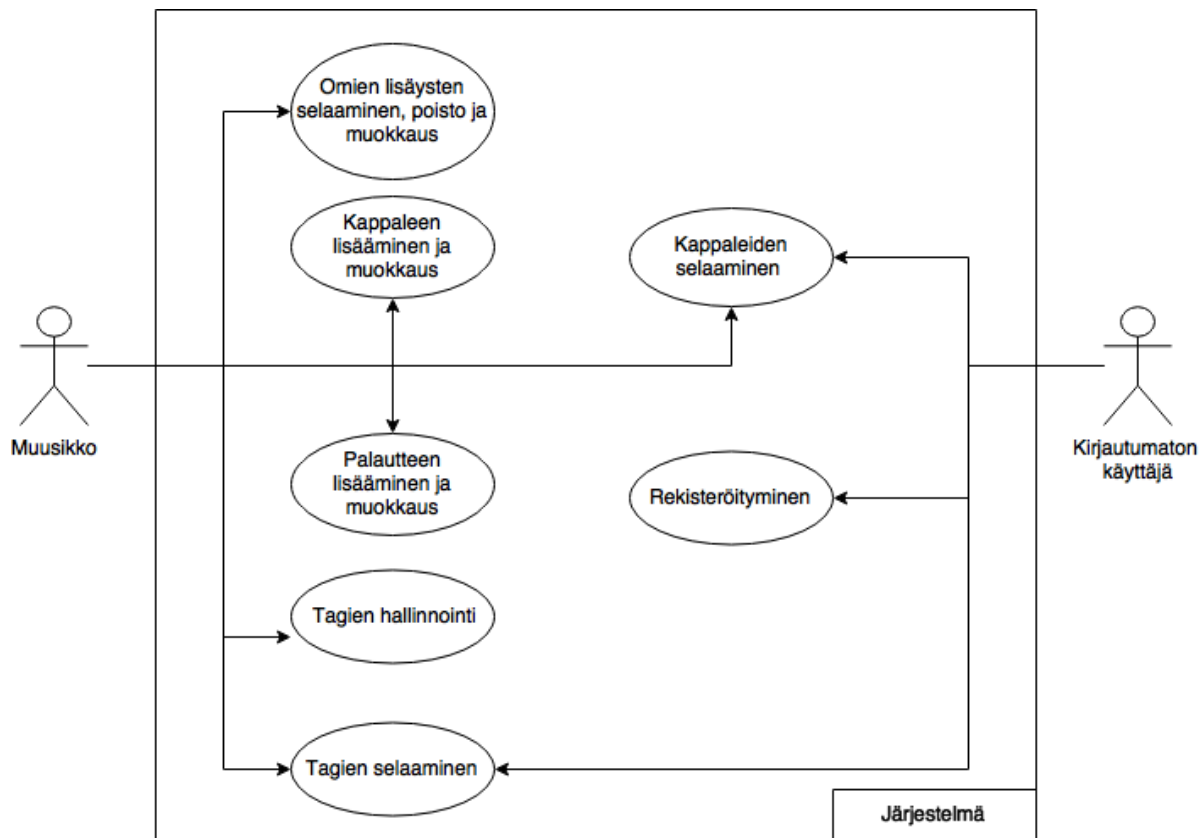 Omien lisäysten
selaaminen, poisto ja
muokkaus
Kappaleen
lisääminen ja
muokkaus
Kappaleiden
selaaminen
Muusikko
Kirjautumaton
käyttäjä
Palautteen
lisääminen ja
muokkaus
Rekisteröityminen
Tagien hallinnointi
Tagien selaaminen
Järjestelmä